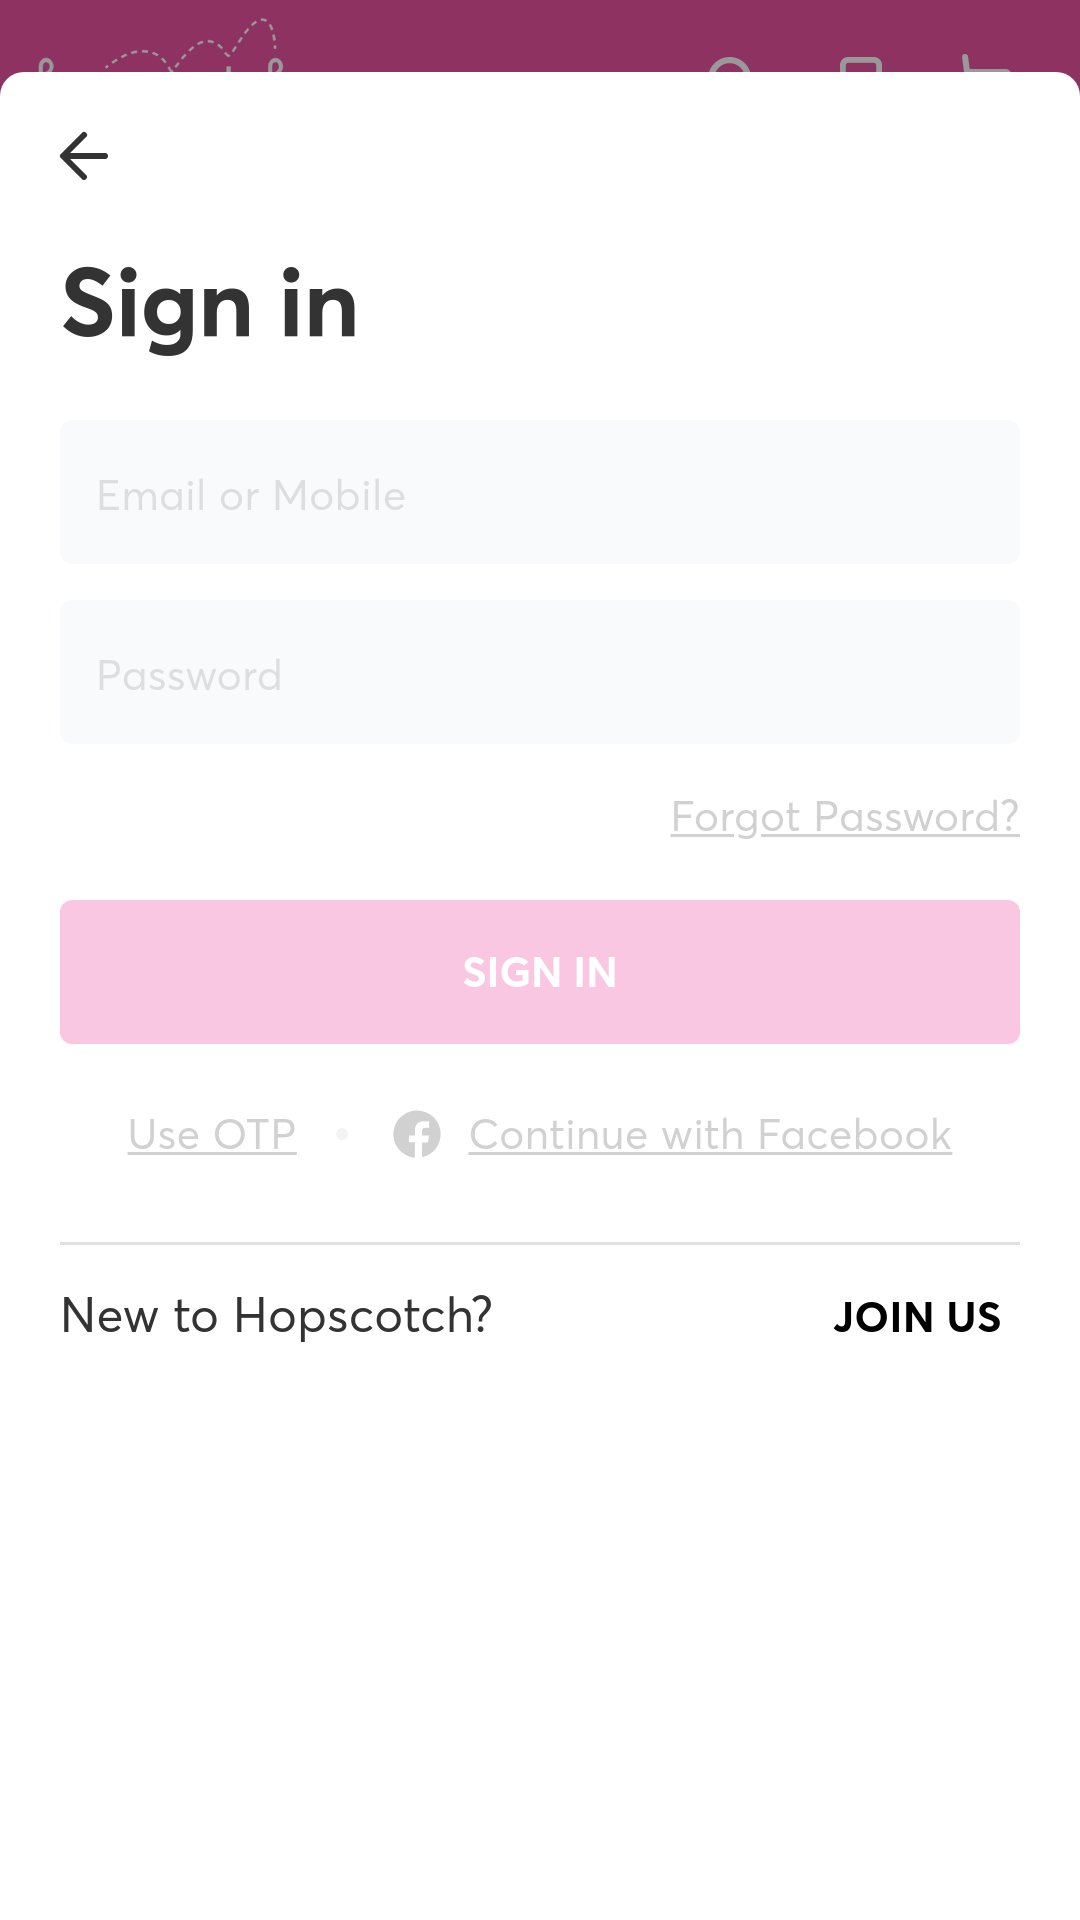 Sign in
Email or Mobile
Password
Forgot Password?
SIGN IN
Use OTP • Continue with Facebook
New to Hopscotch? JOIN US